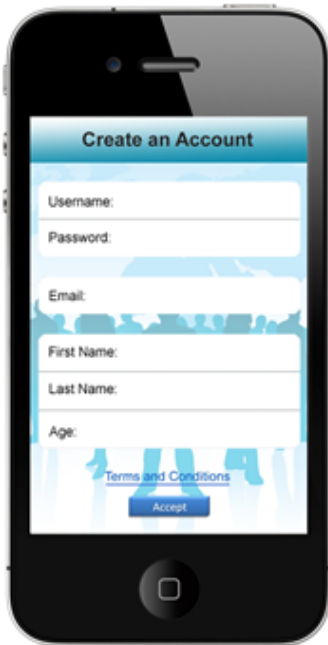 Create an Account
Username:
Password:
Email:
First Name:
Last Name:
Age:
Terms and Conditions
Accept